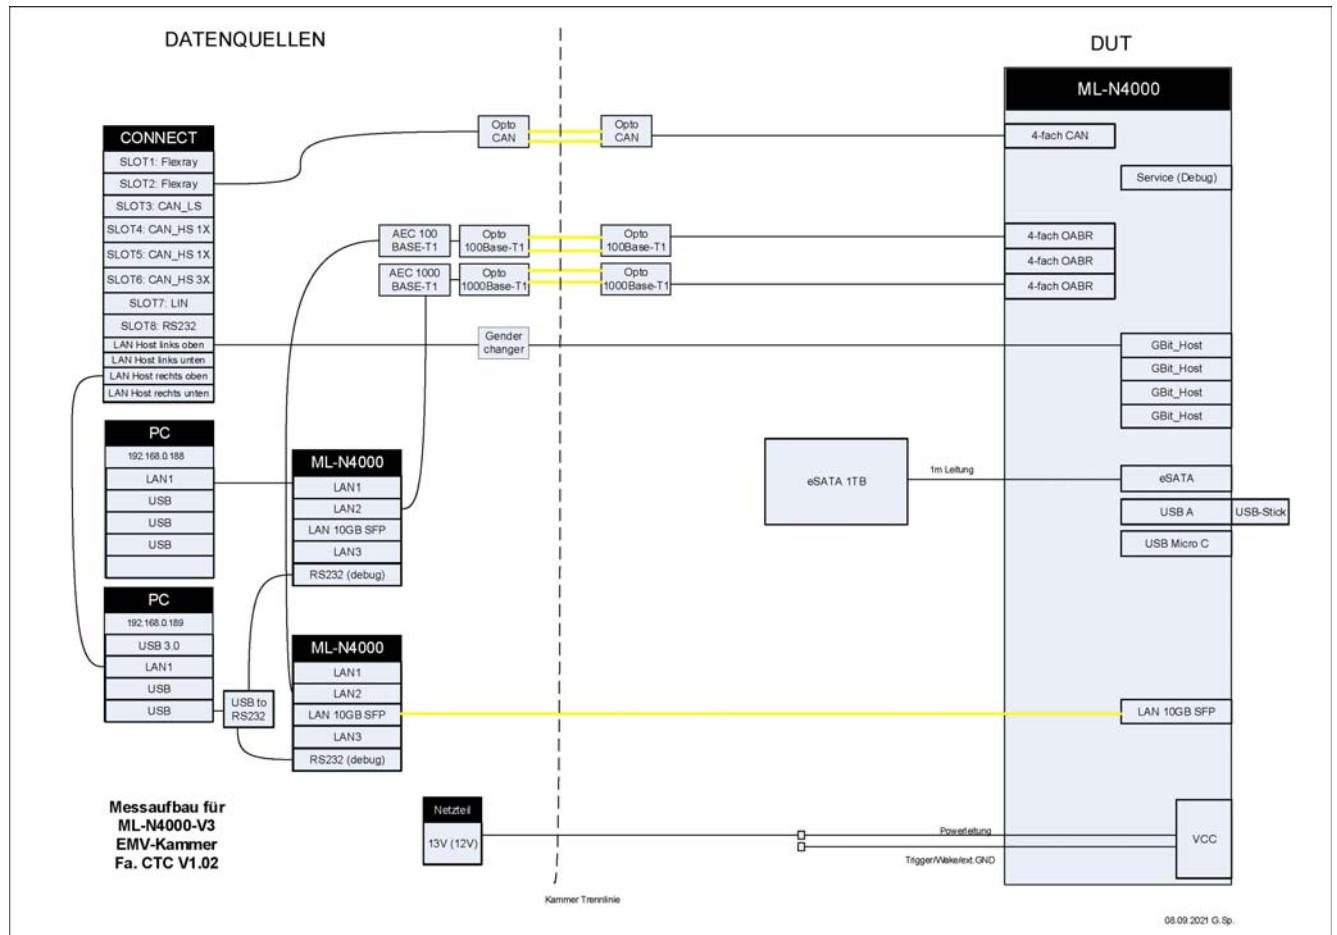 DATENQUELLEN
DUT
CONNECT
SLOT1: Flexray
SLOT2: Flexray
SLOT3: CAN_LS
SLOT4: CAN_HS 1X
SLOT5: CAN_HS 1X
SLOT6: CAN_HS 3X
SLOT7: LIN
SLOT8: RS232
LAN Host links oben
LAN Host links unten
LAN Host rechts oben
LAN Host rechts unten
PC
192.168.0.188
LAN1
USB
USB
USB
PC
192.168.0.189
USB 3.0
LAN1
USB
USB
USB to
RS232
ML-N4000
LAN1
LAN2
LAN 10GB SFP
LAN3
RS232 (debug)
ML-N4000
LAN1
LAN2
LAN 10GB SFP
LAN3
RS232 (debug)
Opto
CAN
Opto
CAN
AEC 100
BASE-T1
Opto
100Base-T1
Opto
100Base-T1
AEC 1000
BASE-T1
Opto
1000Base-T1
Opto
1000Base-T1
Gender
changer
eSATA 1TB
1m Leitung
ML-N4000
4-fach CAN
Service (Debug)
4-fach OABR
4-fach OABR
4-fach OABR
GBit_Host
GBit_Host
GBit_Host
GBit_Host
eSATA
USB A
USB-Stick
USB Micro C
LAN 10GB SFP
VCC
Netzteil
13V (12V)
Powerleitung
Trigger/Wake/ext.GND
Messaufbau für
ML-N4000-V3
EMV-Kammer
Fa. CTC V1.02
Kammer Trennlinie
08.09.2021 G.Sp.